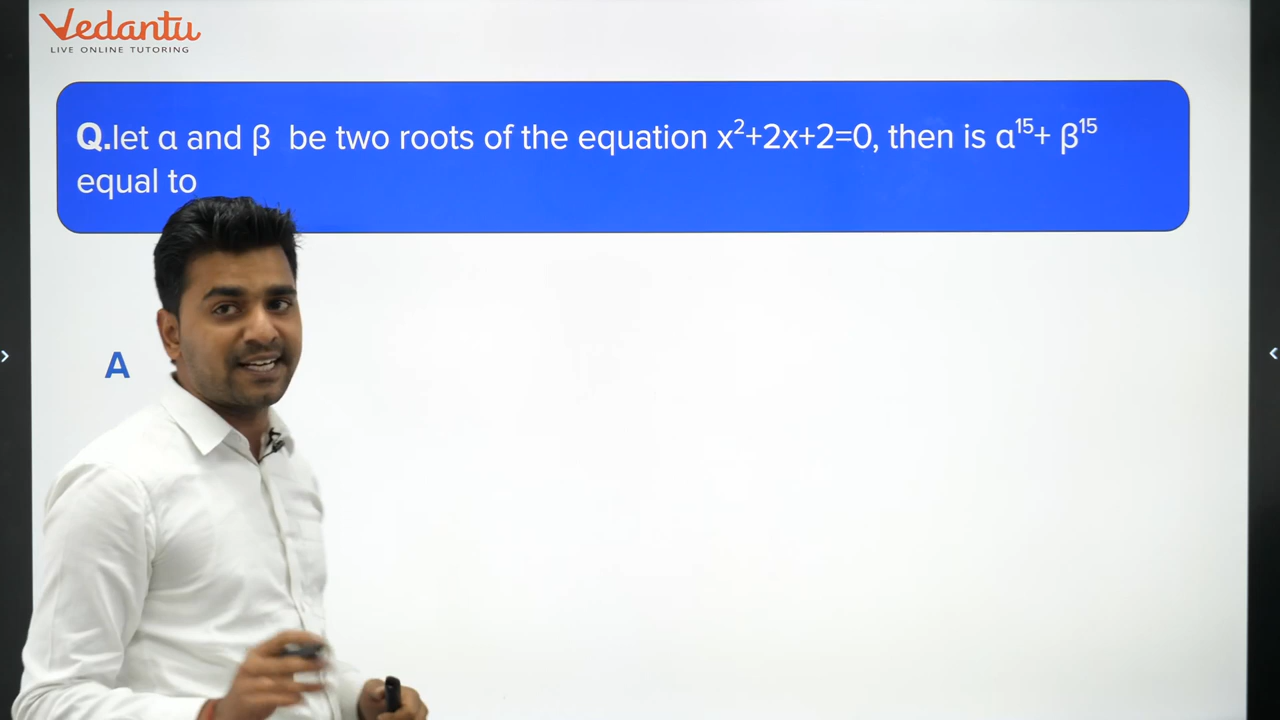 Vedantu
LIVE ONLINE TUTORING
Q.let α and β be two roots of the equation x²+2x+2=0, then is α¹⁵+ β¹⁵
equal to
A